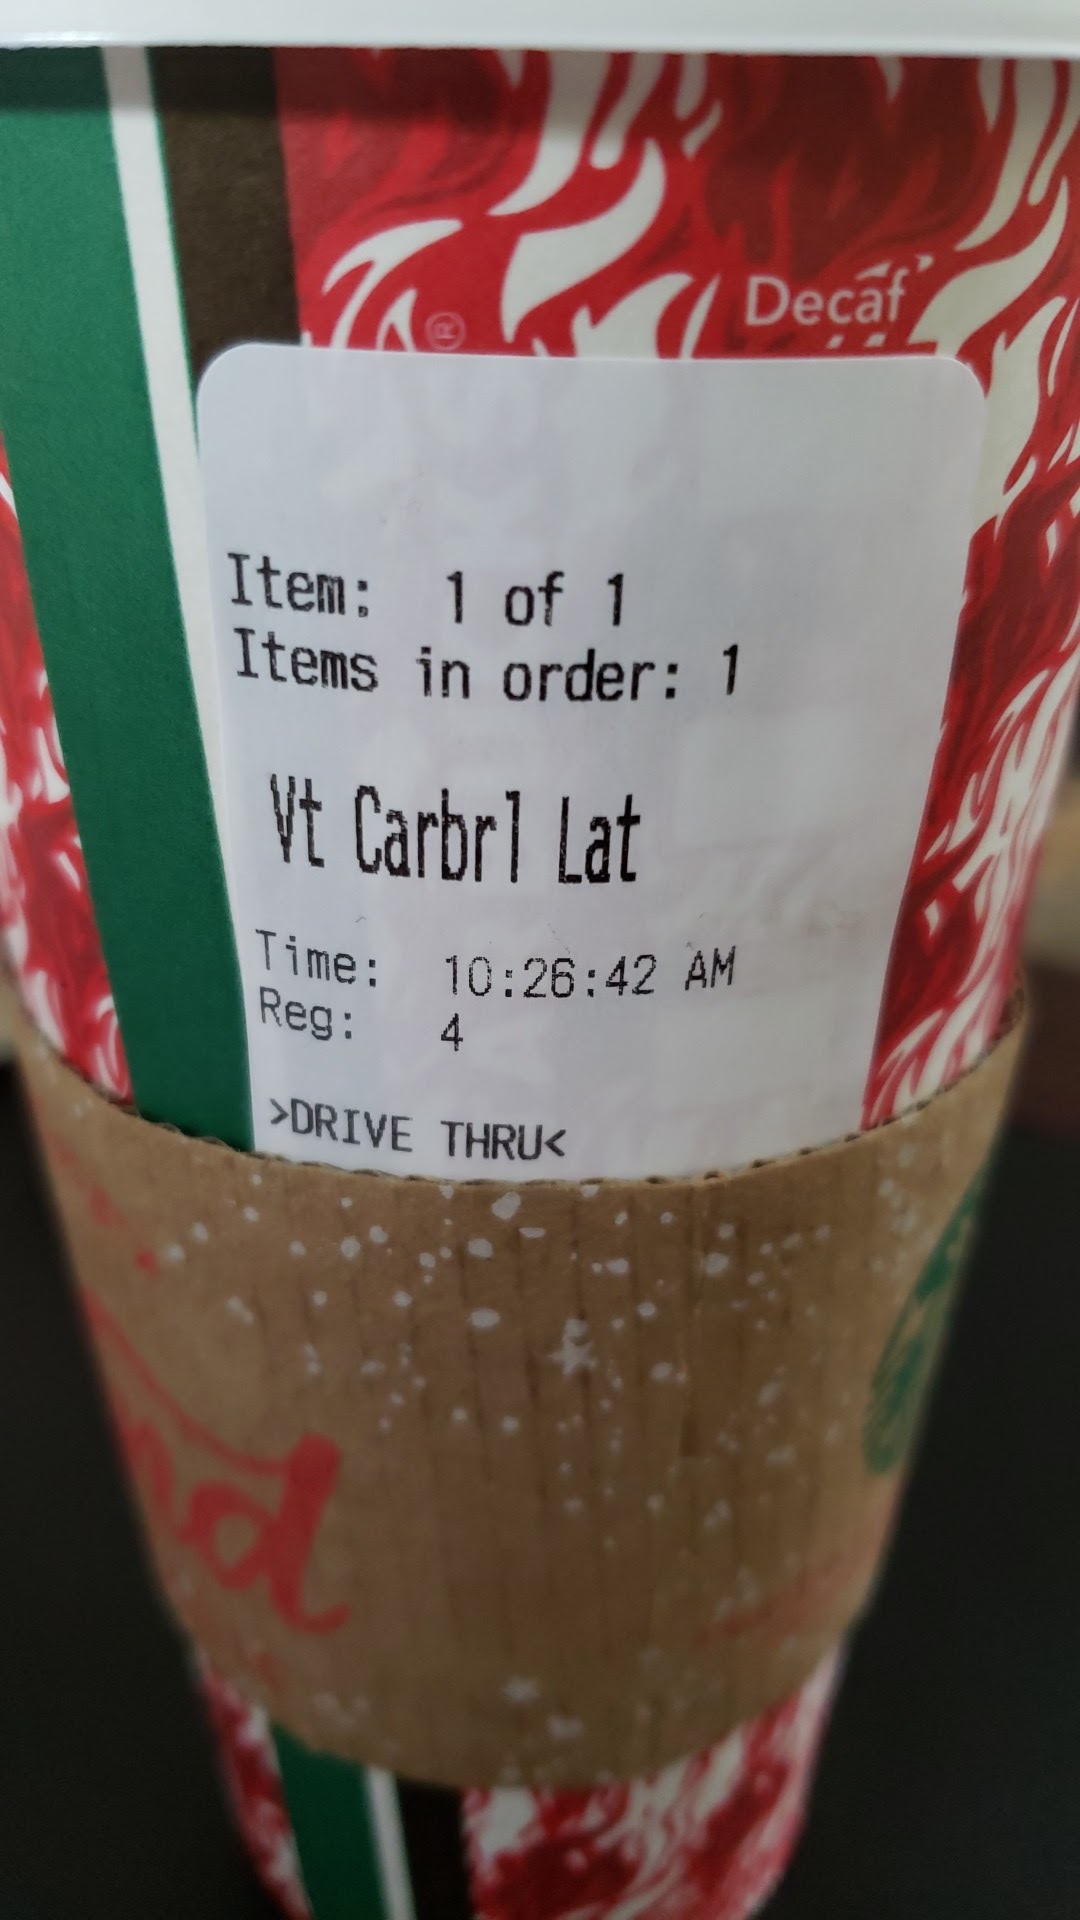 Decaf
®
Item: 1 of 1
Items in order: 1
Vt Carbrl Lat
Time: 10:26:42 AM
Reg: 4
>DRIVE THRU<